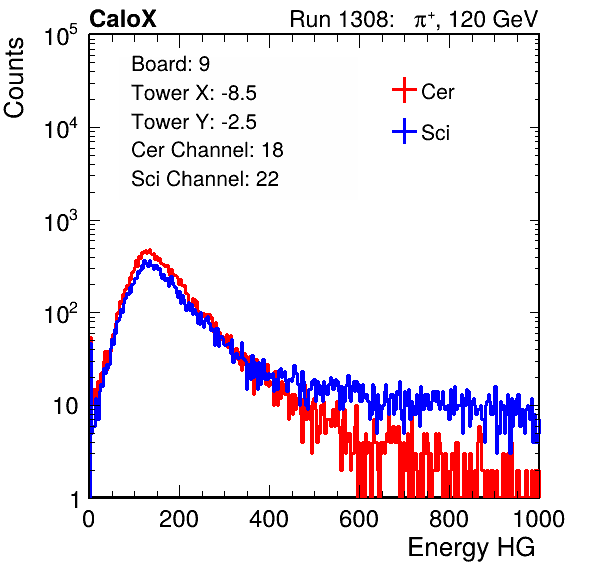 CaloX Run 1308: π⁺, 120 GeV
Counts
10⁵
10⁴
10³
10²
10
1
Board: 9
Tower X: -8.5
Tower Y: -2.5
Cer Channel: 18
Sci Channel: 22
Cer
Sci
0 200 400 600 800 1000
Energy HG